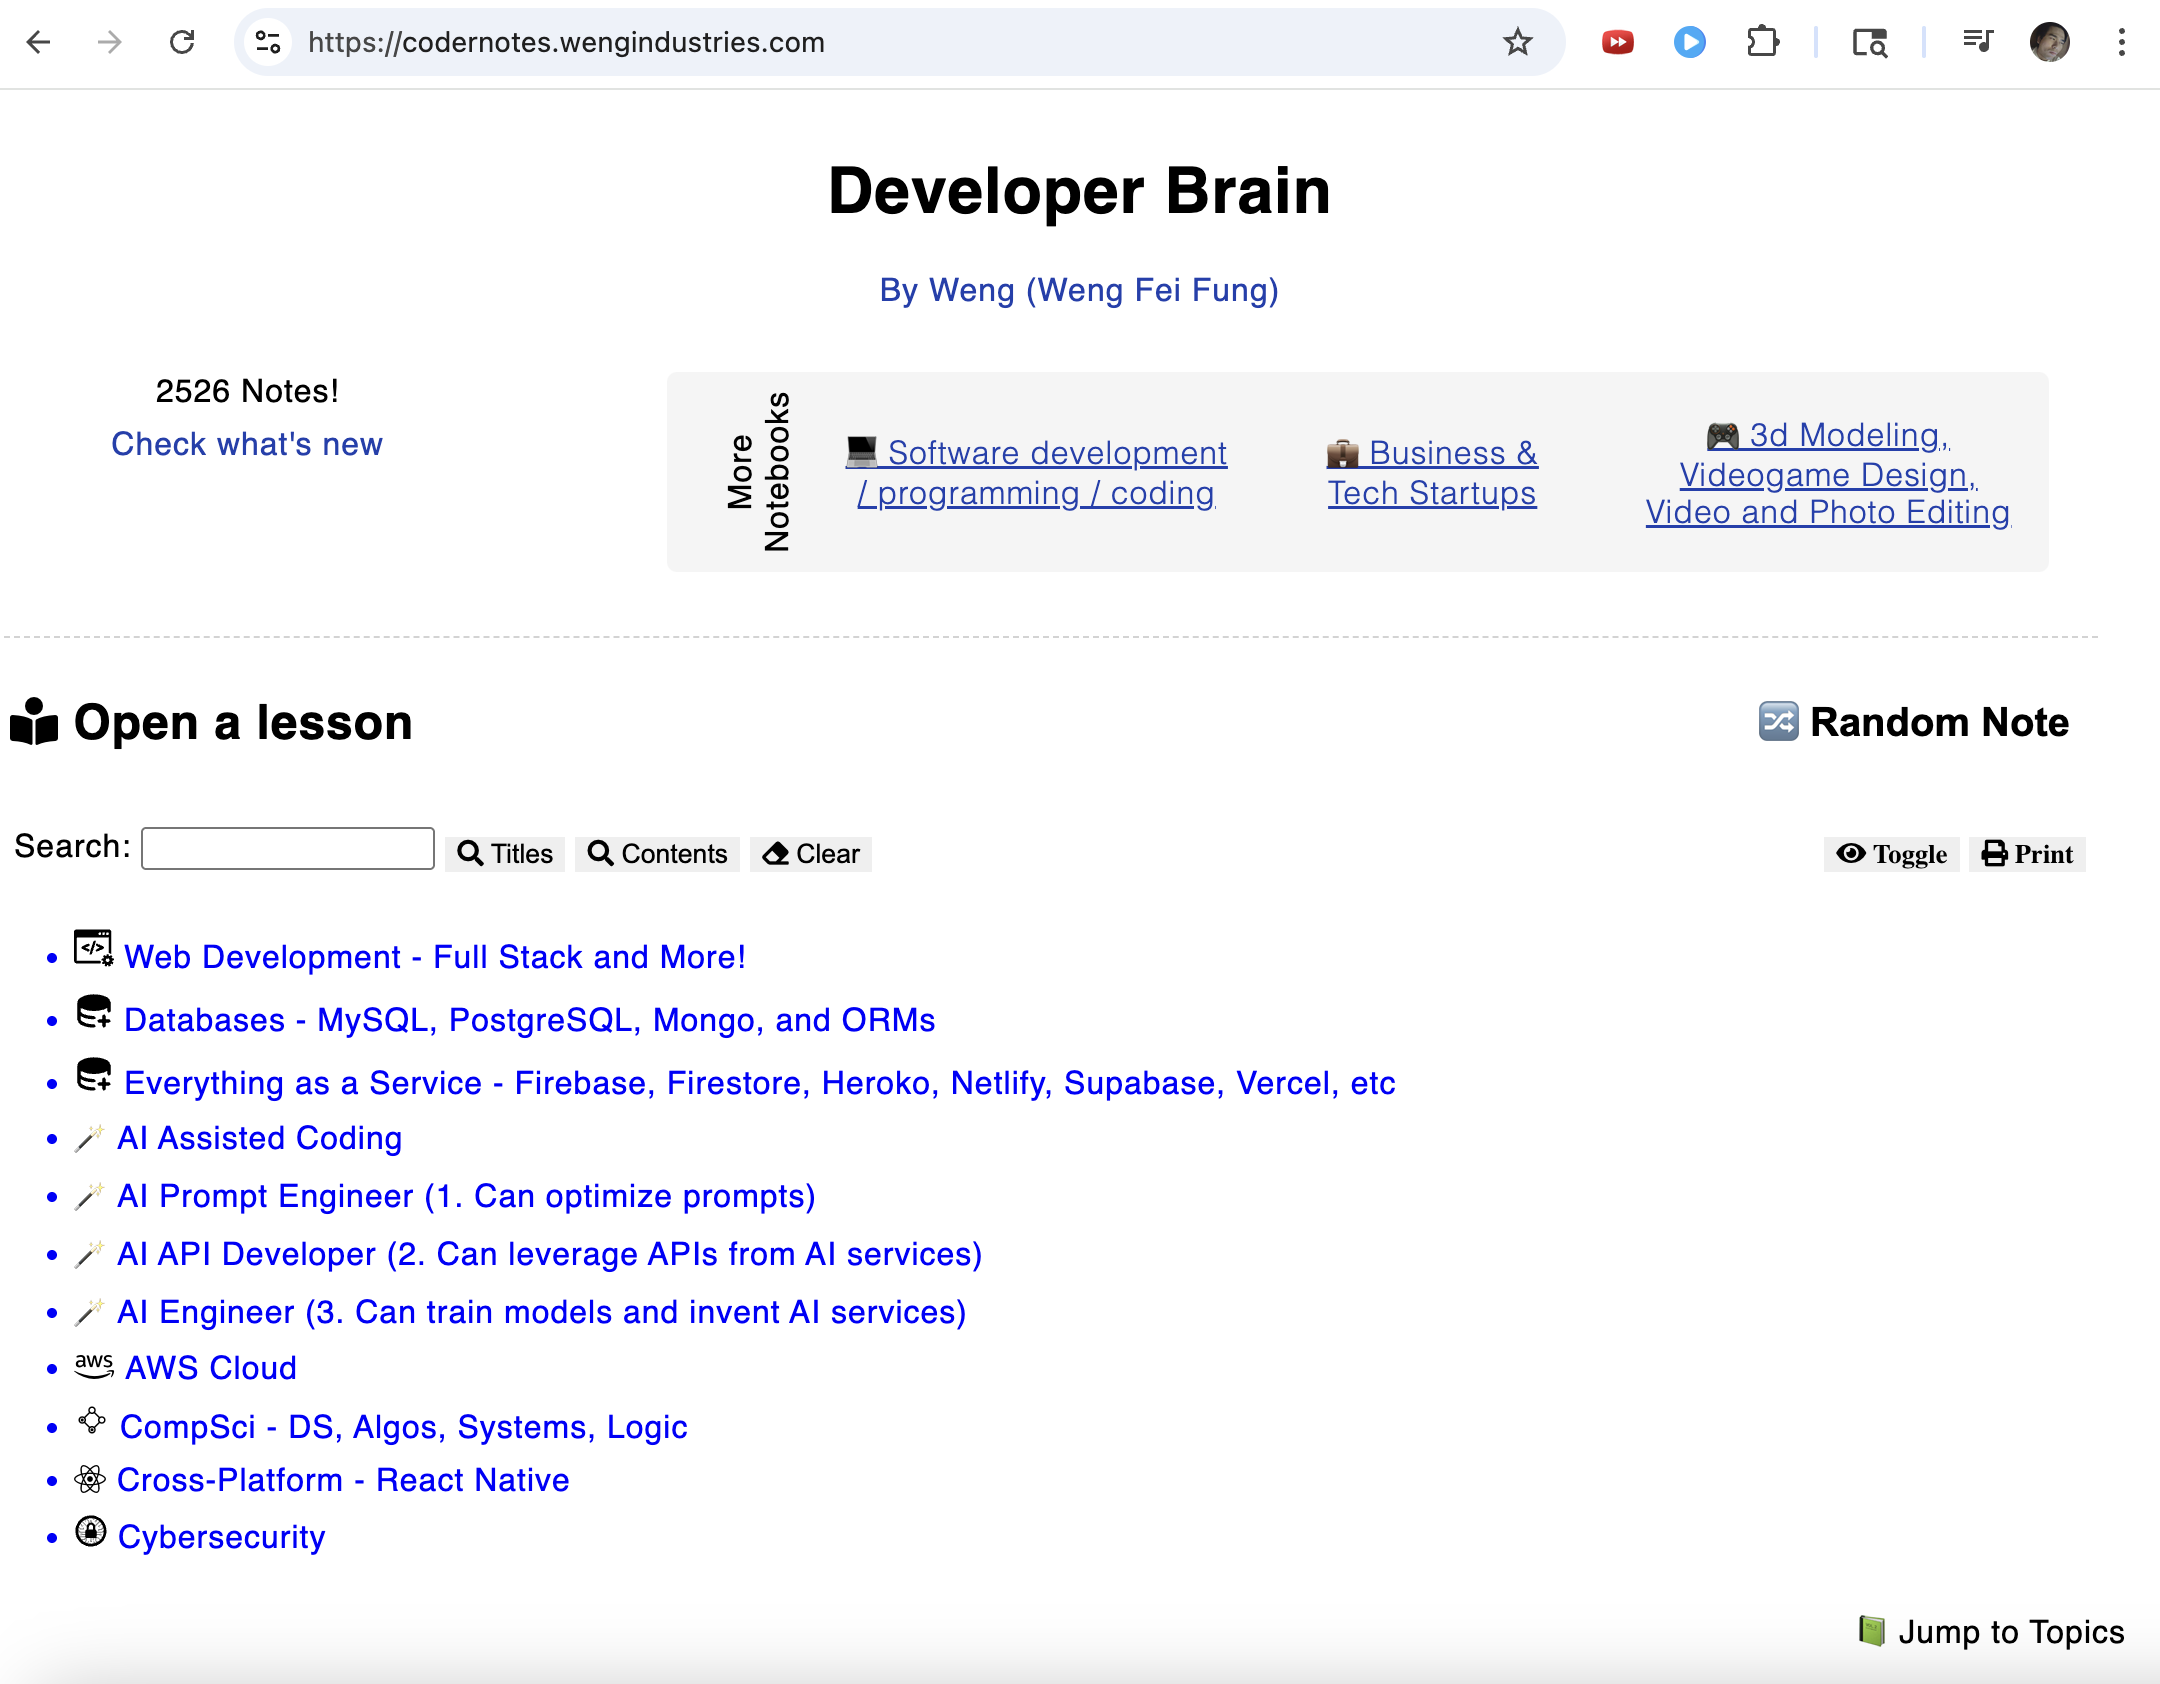 https://codernotes.wengindustries.com
Developer Brain
By Weng (Weng Fei Fung)
2526 Notes!
Check what's new
More
Notebooks
Software development
/ programming / coding
Business &
Tech Startups
3d Modeling,
Videogame Design,
Video and Photo Editing
Open a lesson
Random Note
Search:
Titles
Contents
Clear
Toggle
Print
Web Development - Full Stack and More!
Databases - MySQL, PostgreSQL, Mongo, and ORMs
Everything as a Service - Firebase, Firestore, Heroko, Netlify, Supabase, Vercel, etc
AI Assisted Coding
AI Prompt Engineer (1. Can optimize prompts)
AI API Developer (2. Can leverage APIs from AI services)
AI Engineer (3. Can train models and invent AI services)
aws AWS Cloud
CompSci - DS, Algos, Systems, Logic
Cross-Platform - React Native
Cybersecurity
Jump to Topics